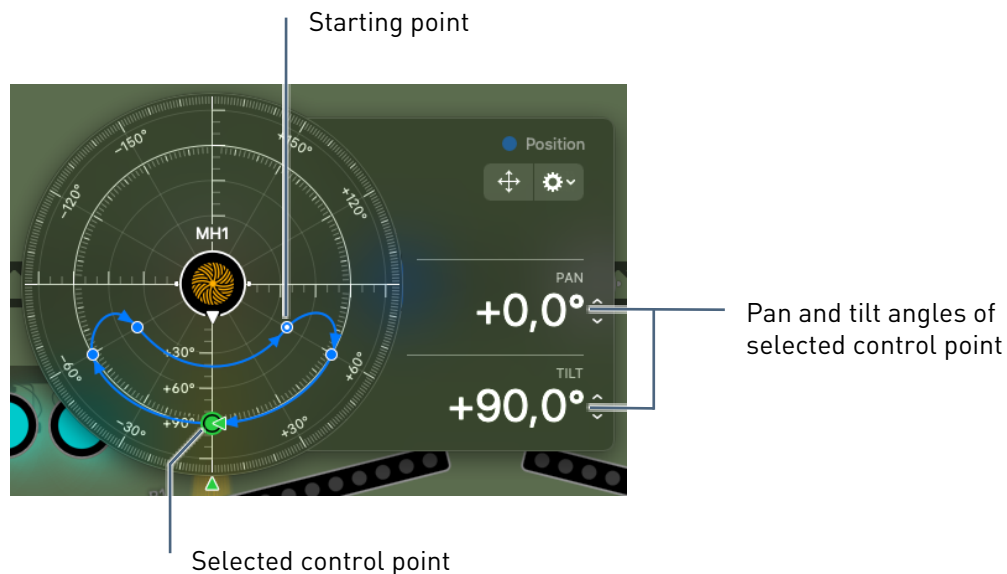 Starting point
-150°
+150°
Position
-120°
+120°
MH1
PAN
+0,0°
Pan and tilt angles of
selected control point
+30°
-60°
+60°
TILT
+60°
+90,0°
+90°
-30°
+30°
Selected control point